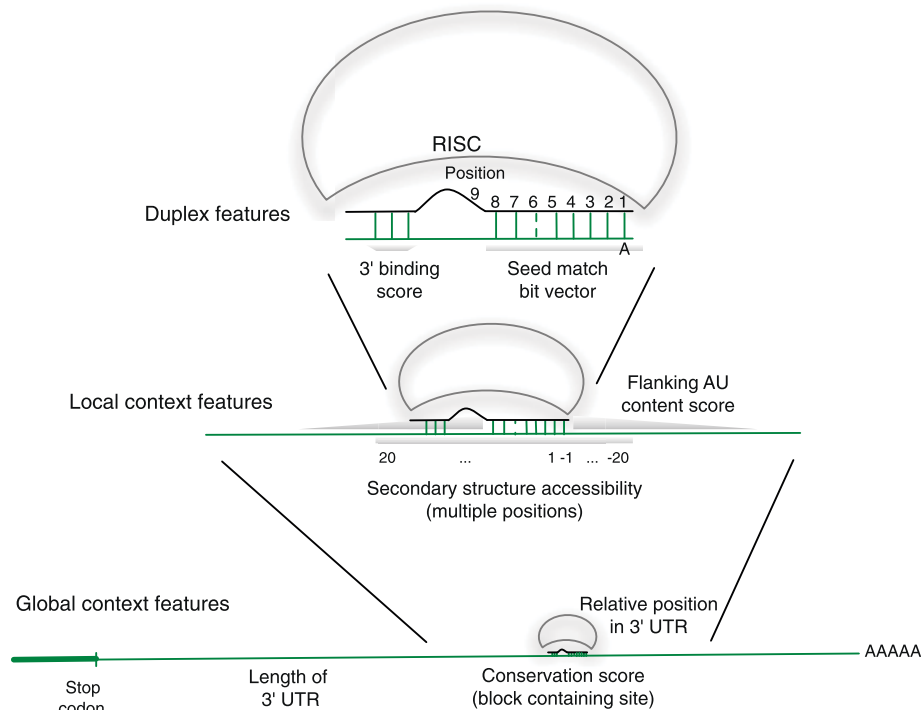 RISC
Position
9
8 7 6 5 4 3 2 1
Duplex features
A
3' binding
score
Seed match
bit vector
Local context features
Flanking AU
content score
20 ... 1 -1 ... -20
Secondary structure accessibility
(multiple positions)
Global context features
Relative position
in 3' UTR
AAAAA
Stop
codon
Length of
3' UTR
Conservation score
(block containing site)